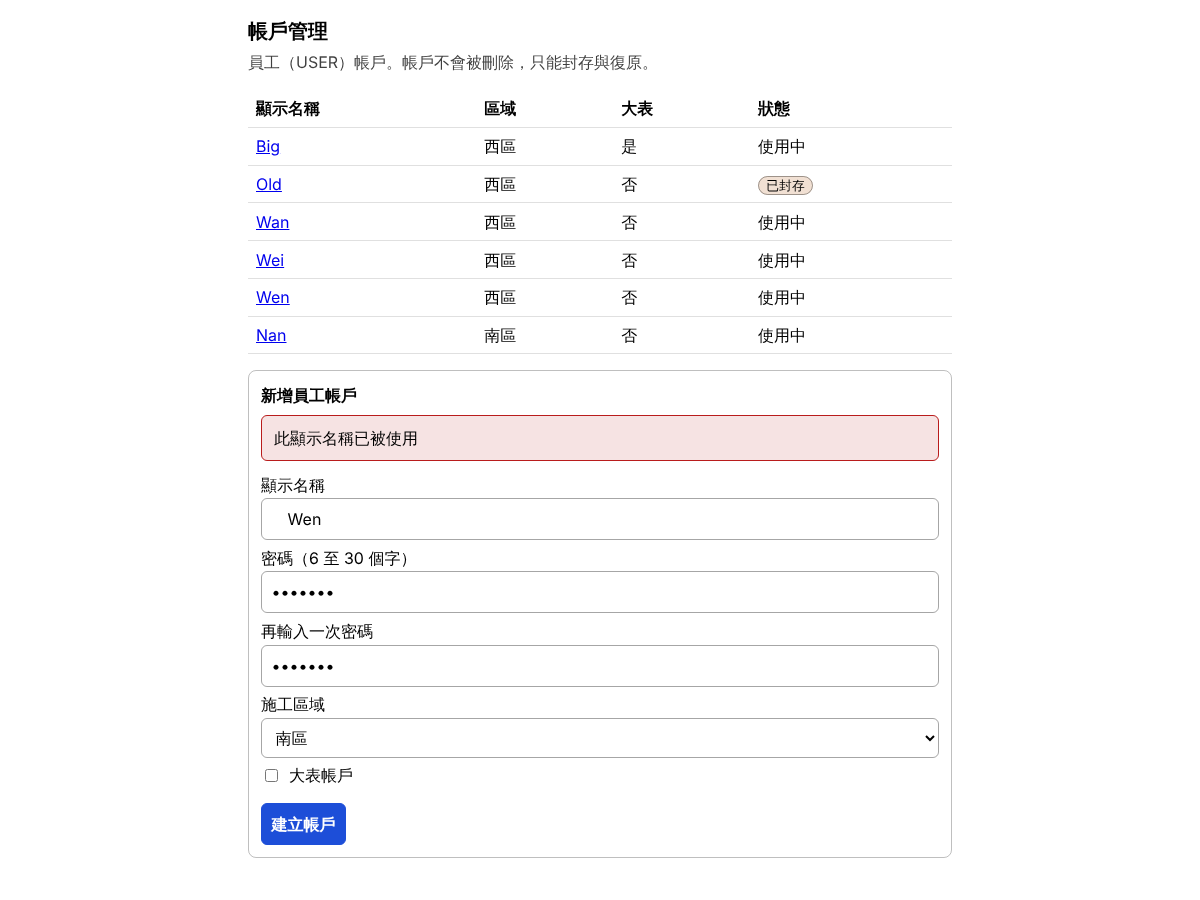 帳戶管理
員工（USER）帳戶。帳戶不會被刪除，只能封存與復原。
顯示名稱 區域 大表 狀態
Big 西區 是 使用中
Old 西區 否 已封存
Wan 西區 否 使用中
Wei 西區 否 使用中
Wen 西區 否 使用中
Nan 南區 否 使用中
新增員工帳戶
此顯示名稱已被使用
顯示名稱
Wen
密碼（6 至 30 個字）
•••••••
再輸入一次密碼
•••••••
施工區域
南區
大表帳戶
建立帳戶